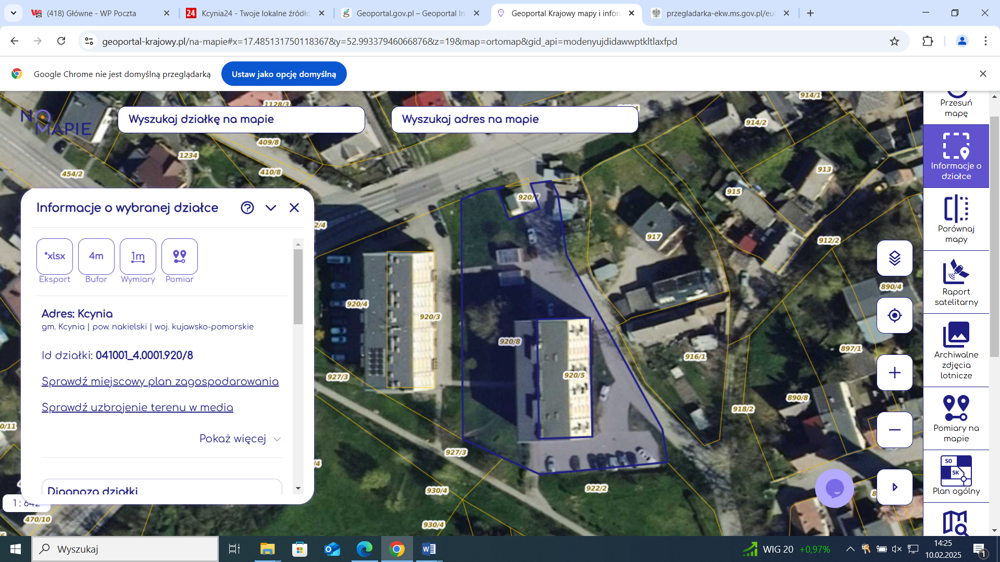 (418) Główne - WP Poczta
24 Kcynia24 - Twoje lokalne źródło
Geoportal.gov.pl – Geoportal In
Geoportal Krajowy mapy i infor
przegladarka-ekw.ms.gov.pl/eu
geoportal-krajowy.pl/na-mapie#x=17.485131750118367&y=52.99337946066876&z=19&map=ortomap&gid_api=modenyujdidawwptkltlaxfpd
Google Chrome nie jest domyślną przeglądarką
Ustaw jako opcję domyślną
NO MAPIE
Wyszukaj działkę na mapie
Wyszukaj adres na mapie
1128/3
914/1
914/2
409/8
1234
410/8
454/2
913
915
920/7
917
912/2
2/4
890/4
920/4
920/3
920/8
897/1
916/1
920/5
927/3
890/8
918/2
0/11
927/3
/4
930/4
922/2
470/10
930/4
Informacje o wybranej działce
*xlsx
4m
1m
Eksport
Bufor
Wymiary
Pomiar
Adres: Kcynia
gm. Kcynia | pow. nakielski | woj. kujawsko-pomorskie
Id działki: 041001_4.0001.920/8
Sprawdź miejscowy plan zagospodarowania
Sprawdź uzbrojenie terenu w media
Pokaż więcej
Diagnoza działki
1 : 642
Przesuń
mapę
Informacje o
działce
Porównaj
mapy
Raport
satelitarny
Archiwalne
zdjęcia
lotnicze
Pomiary na
mapie
SO
SK
Plan ogólny
Wyszukaj
WIG 20 +0,97%
14:25
10.02.2025
1